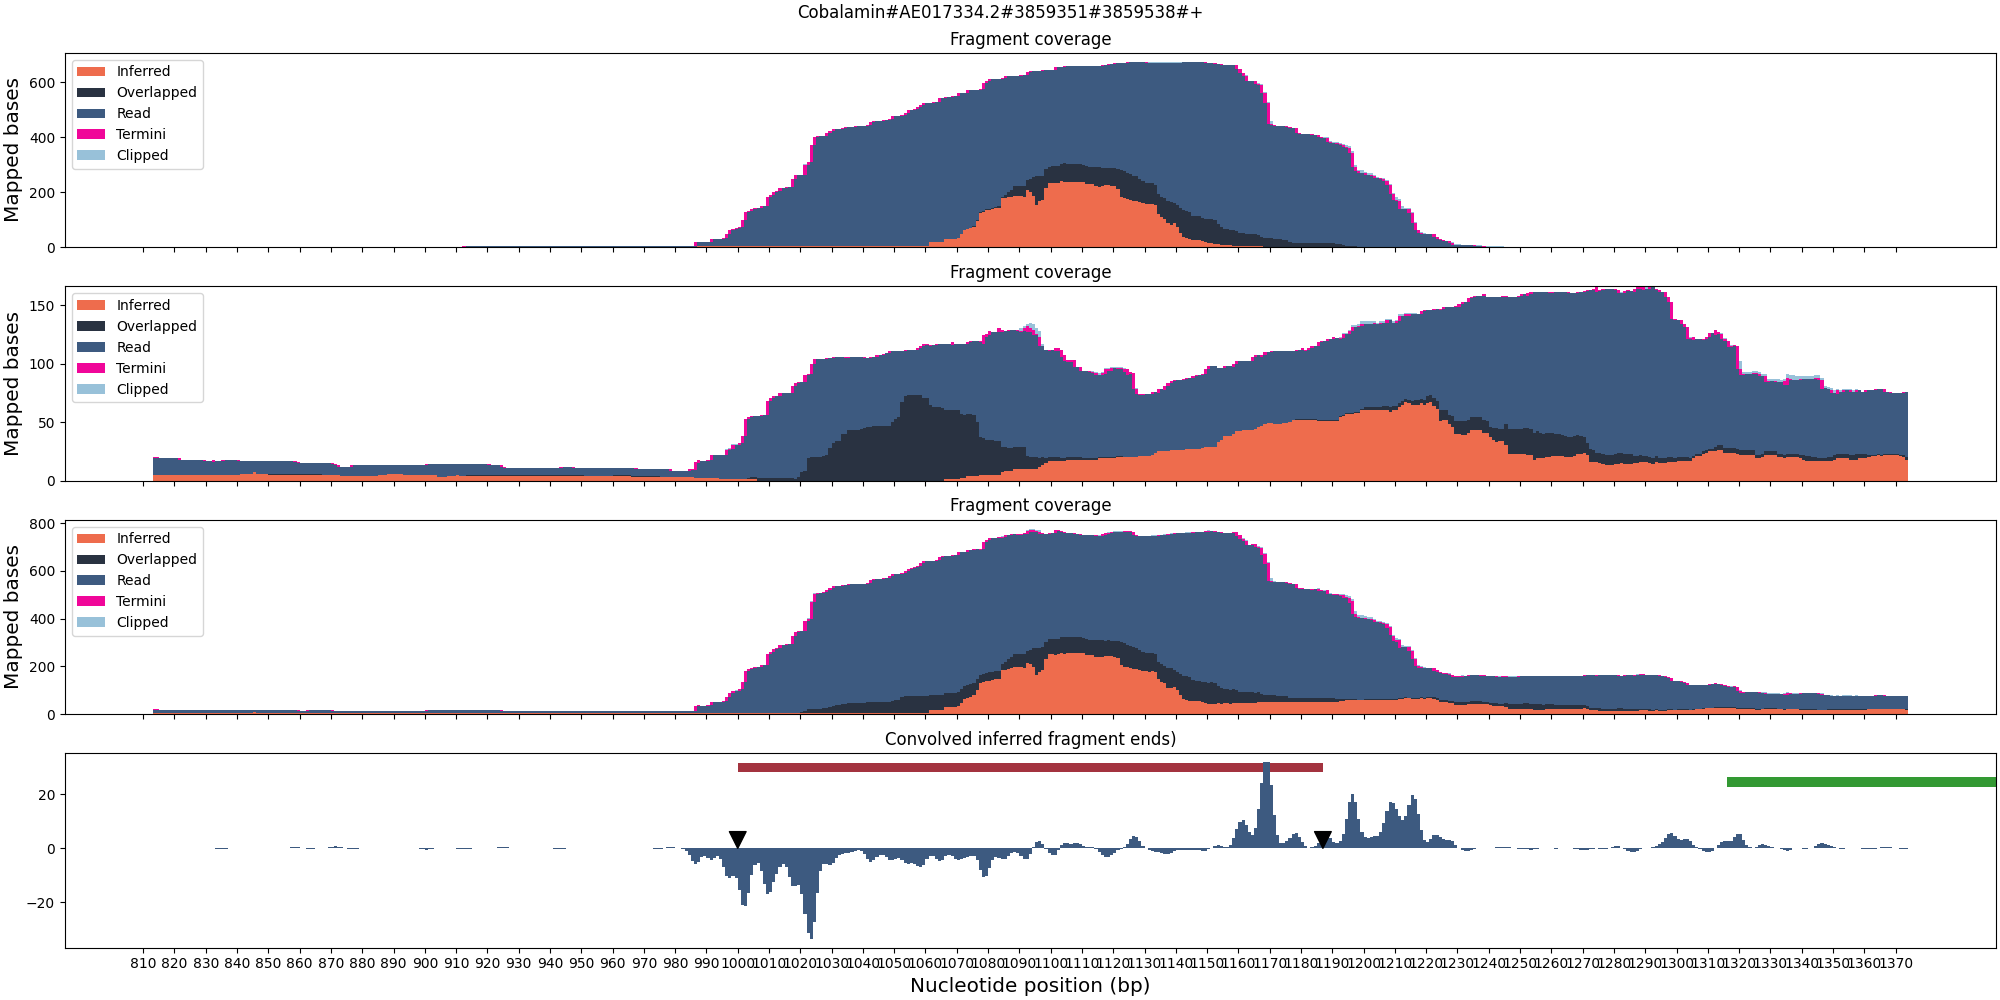 Cobalamin#AE017334.2#3859351#3859538#+
Fragment coverage
Mapped bases
600
400
200
0
Inferred
Overlapped
Read
Termini
Clipped
Fragment coverage
Mapped bases
150
100
50
0
Inferred
Overlapped
Read
Termini
Clipped
Fragment coverage
Mapped bases
800
600
400
200
0
Inferred
Overlapped
Read
Termini
Clipped
Convolved inferred fragment ends)
20
0
−20
810 820 830 840 850 860 870 880 890 900 910 920 930 940 950 960 970 980 990 1000 1010 1020 1030 1040 1050 1060 1070 1080 1090 1100 1110 1120 1130 1140 1150 1160 1170 1180 1190 1200 1210 1220 1230 1240 1250 1260 1270 1280 1290 1300 1310 1320 1330 1340 1350 1360 1370
Nucleotide position (bp)